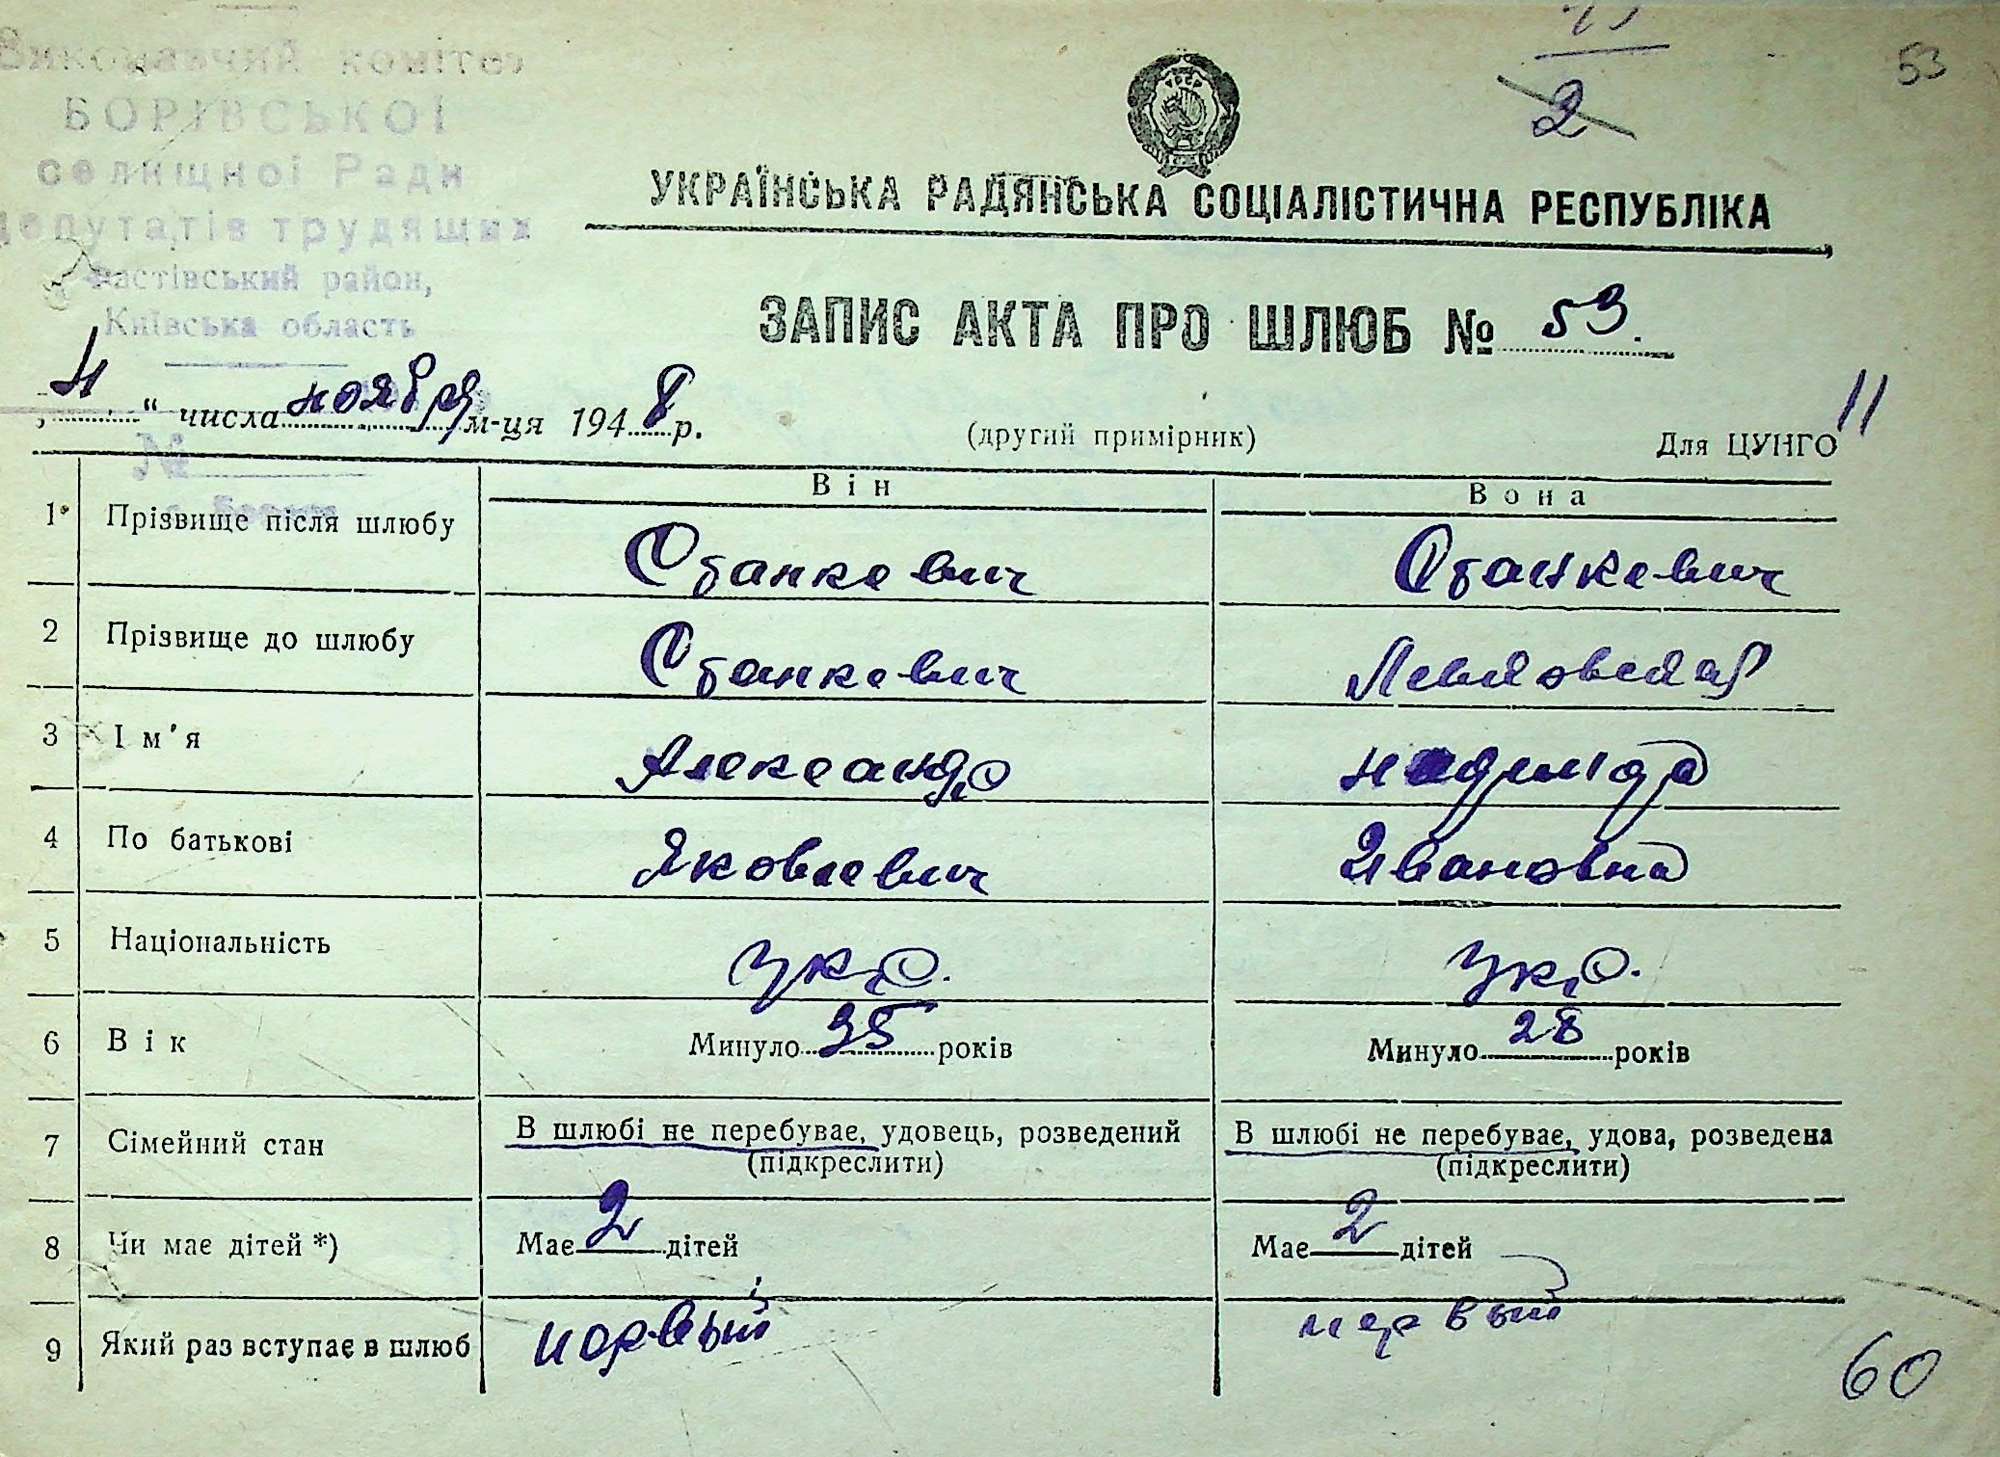 53
2
Виконавчий комітет
БОРІВСЬКОЇ
селищної Ради
депутатів трудящих
Фастівський район,
Київська область
№
УРСР
УКРАЇНСЬКА РАДЯНСЬКА СОЦІАЛІСТИЧНА РЕСПУБЛІКА
ЗАПИС АКТА ПРО ШЛЮБ № 53.
„ 4 “ числа ноября м-ця 1948 р.
(другий примірник)
Для ЦУНГО
11
Він Вона
1 Прізвище після шлюбу Станкевич Станкевич
2 Прізвище до шлюбу Станкевич
3 Ім'я Александр Надежда
4 По батькові Яковлевич Ивановна
5 Національність укр. укр.
6 Вік Минуло 35 років Минуло 28 років
7 Сімейний стан В шлюбі не перебуває, удовець, розведений В шлюбі не перебуває, удова, розведена
(підкреслити) (підкреслити)
8 Чи має дітей *) Має 2 дітей Має 2 дітей
9 Який раз вступає в шлюб первый первый
60